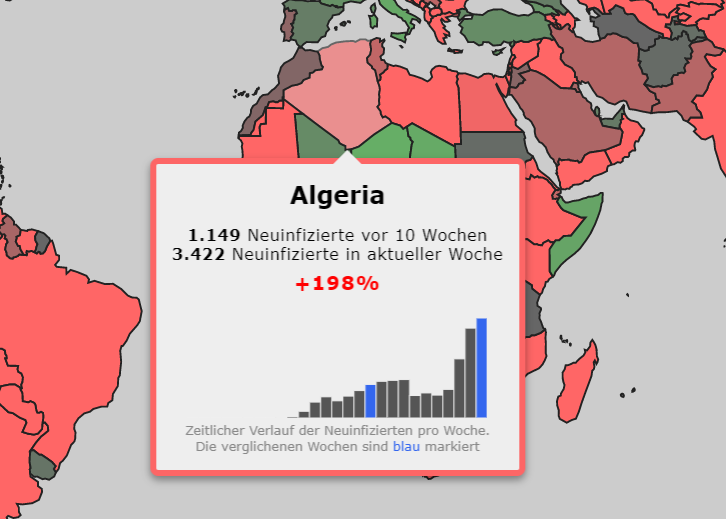 Algeria
1.149 Neuinfizierte vor 10 Wochen
3.422 Neuinfizierte in aktueller Woche
+198%
Zeitlicher Verlauf der Neuinfizierten pro Woche.
Die verglichenen Wochen sind blau markiert